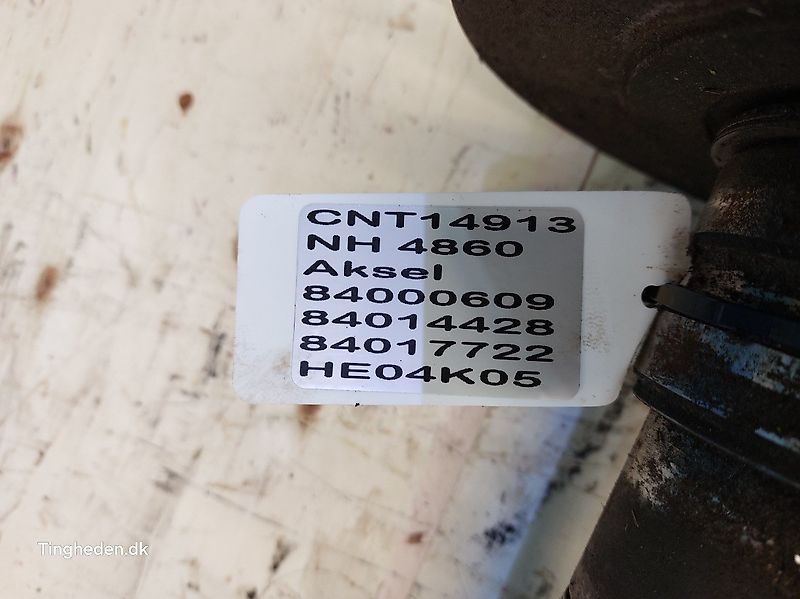 CNT14913
NH 4860
Aksel
84000609
84014428
84017722
HE04K05
Tingheden.dk